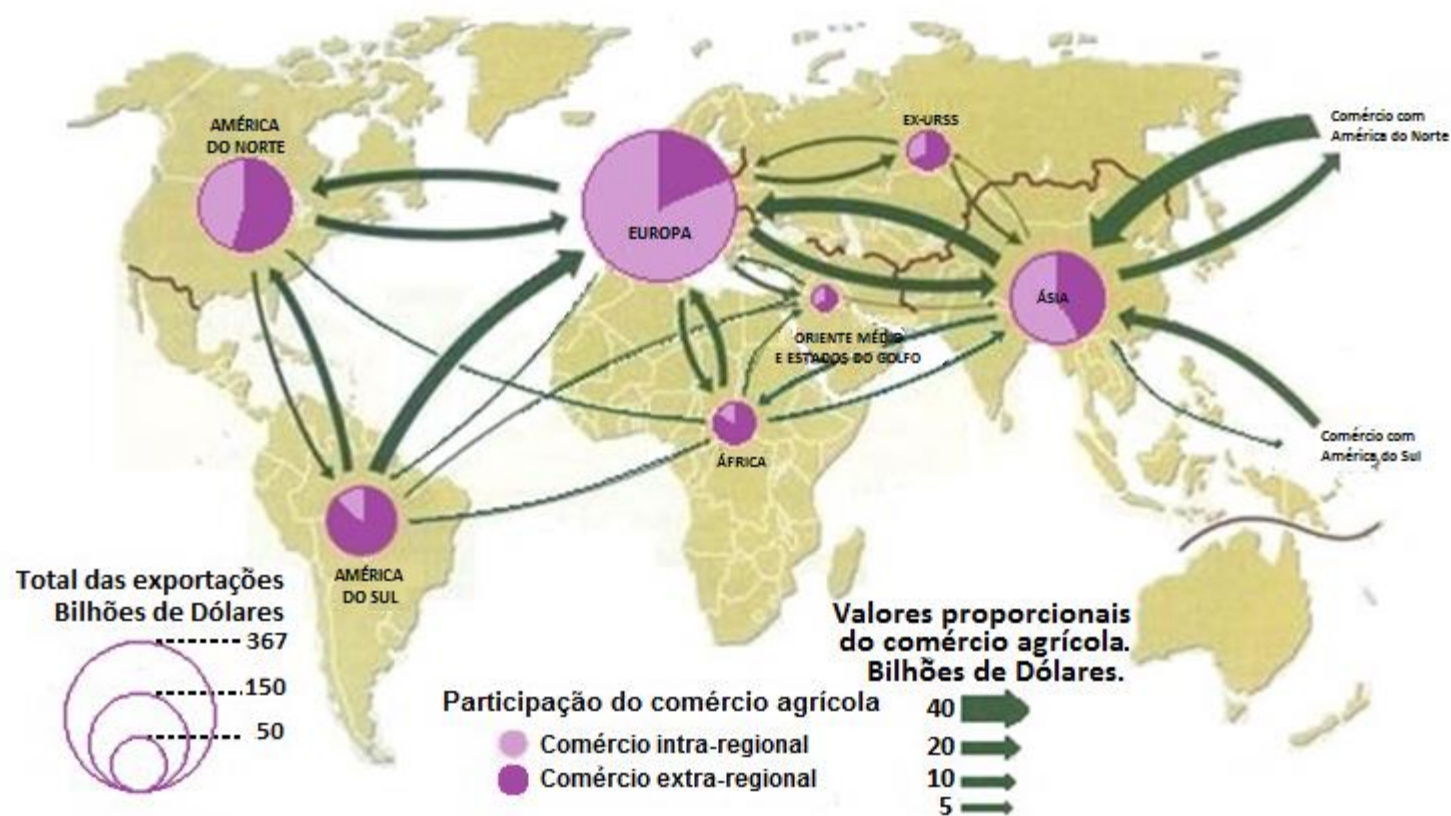 AMÉRICA
DO NORTE
EX-URSS
Comércio com
América do Norte
EUROPA
ÁSIA
ORIENTE MÉDIO
E ESTADOS DO GOLFO
ÁFRICA
Comércio com
América do Sul
AMÉRICA
DO SUL
Total das exportações
Bilhões de Dólares
367
150
50
Participação do comércio agrícola
Comércio intra-regional
Comércio extra-regional
Valores proporcionais
do comércio agrícola.
Bilhões de Dólares.
40
20
10
5